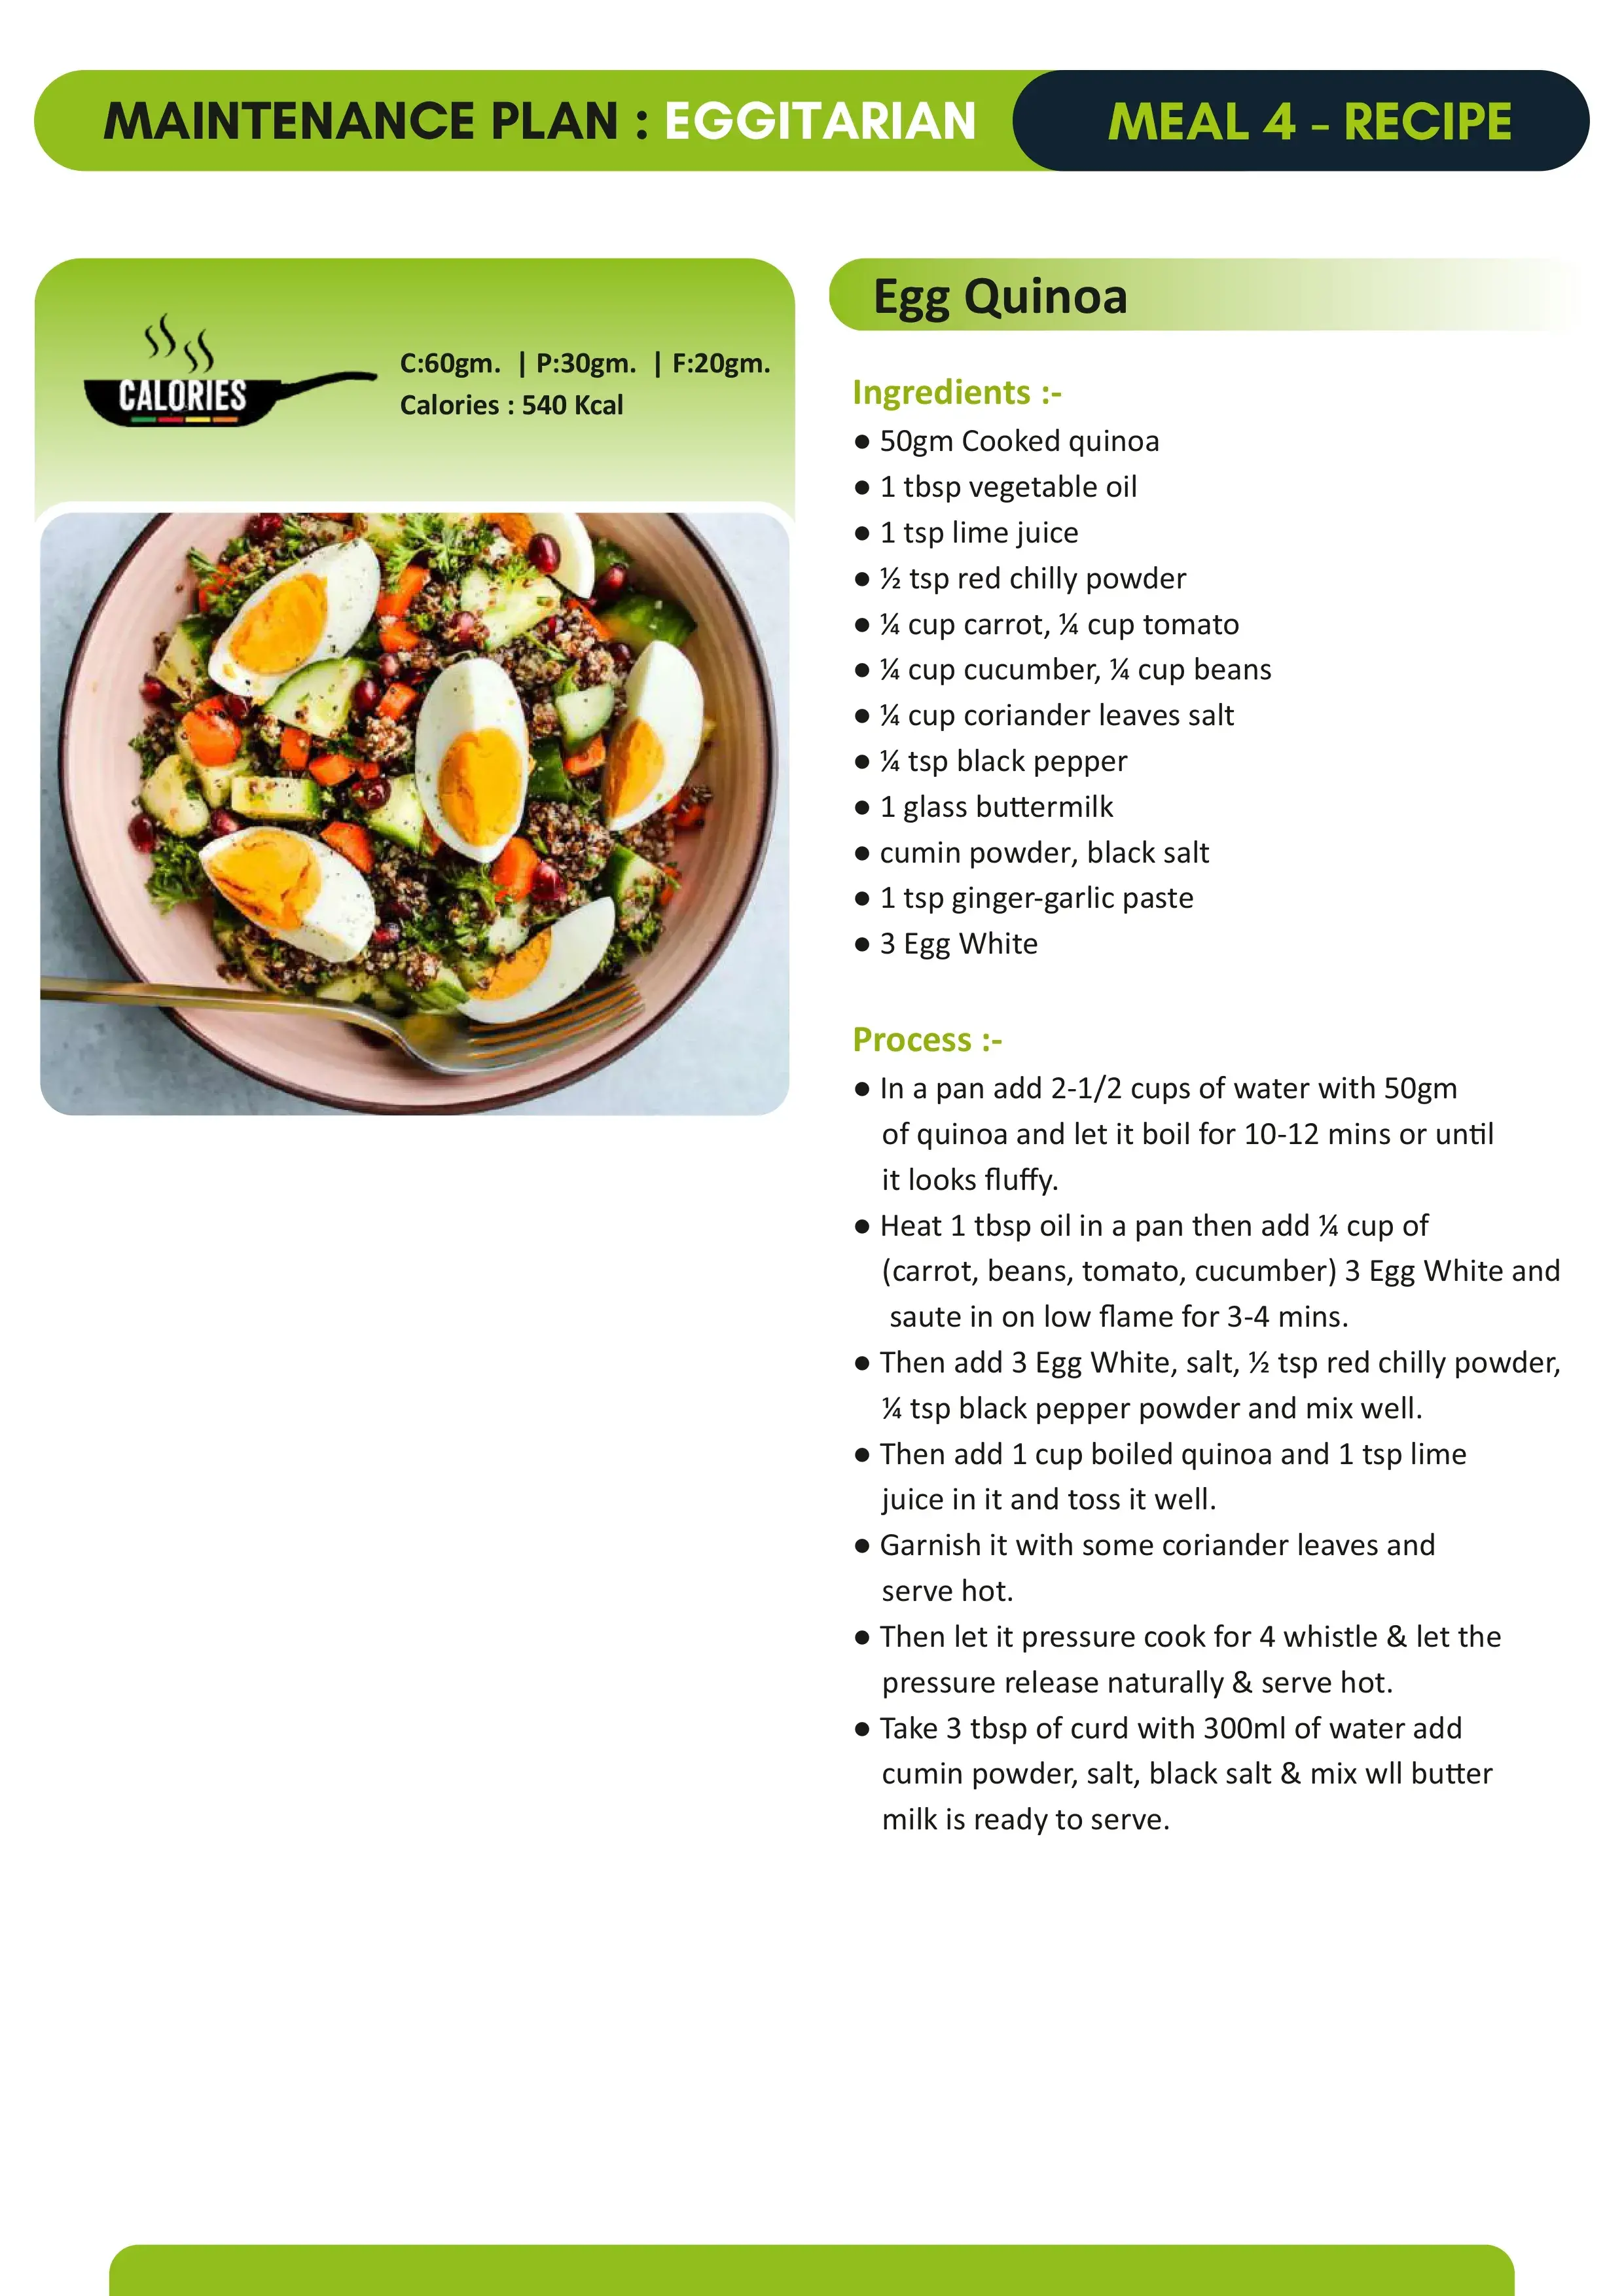 MAINTENANCE PLAN : EGGITARIAN
MEAL 4 - RECIPE
CALORIES
C:60gm. | P:30gm. | F:20gm.
Calories : 540 Kcal
Egg Quinoa
Ingredients :-
● 50gm Cooked quinoa
● 1 tbsp vegetable oil
● 1 tsp lime juice
● ½ tsp red chilly powder
● ¼ cup carrot, ¼ cup tomato
● ¼ cup cucumber, ¼ cup beans
● ¼ cup coriander leaves salt
● ¼ tsp black pepper
● 1 glass buttermilk
● cumin powder, black salt
● 1 tsp ginger-garlic paste
● 3 Egg White
Process :-
● In a pan add 2-1/2 cups of water with 50gm
of quinoa and let it boil for 10-12 mins or until
it looks fluffy.
● Heat 1 tbsp oil in a pan then add ¼ cup of
(carrot, beans, tomato, cucumber) 3 Egg White and
saute in on low flame for 3-4 mins.
● Then add 3 Egg White, salt, ½ tsp red chilly powder,
¼ tsp black pepper powder and mix well.
● Then add 1 cup boiled quinoa and 1 tsp lime
juice in it and toss it well.
● Garnish it with some coriander leaves and
serve hot.
● Then let it pressure cook for 4 whistle & let the
pressure release naturally & serve hot.
● Take 3 tbsp of curd with 300ml of water add
cumin powder, salt, black salt & mix wll butter
milk is ready to serve.